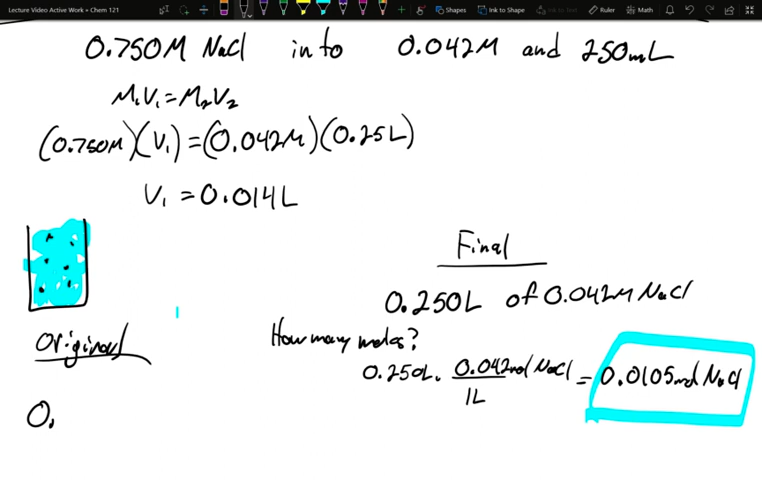 Lecture Video Active Work • Chem 121
Shapes Ink to Shape Ink to Text Ruler Math
0.750M NaCl into 0.042M and 250mL
M₁V₁=M₂V₂
(0.750M)(V₁)=(0.042M)(0.25L)
V₁ = 0.014L
Final
0.250L of 0.042M NaCl
Original
How many moles?
0.250L · 0.042mol NaCl / 1L = 0.0105mol NaCl
0.